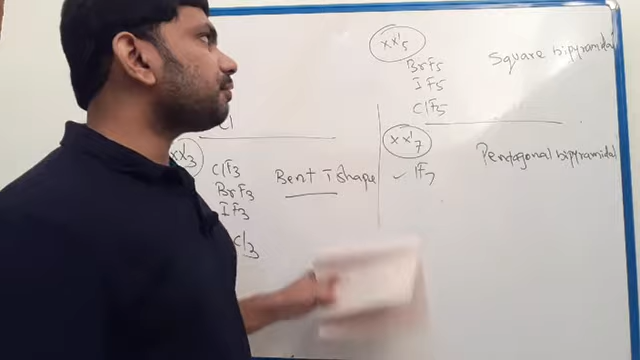 Cl
XX'3
ClF3
BrF3
IF3
Cl3
Bent T shape
XX'5
BrF5
IF5
ClF5
Square bipyramidal
XX'7
IF7
Pentagonal bipyramidal